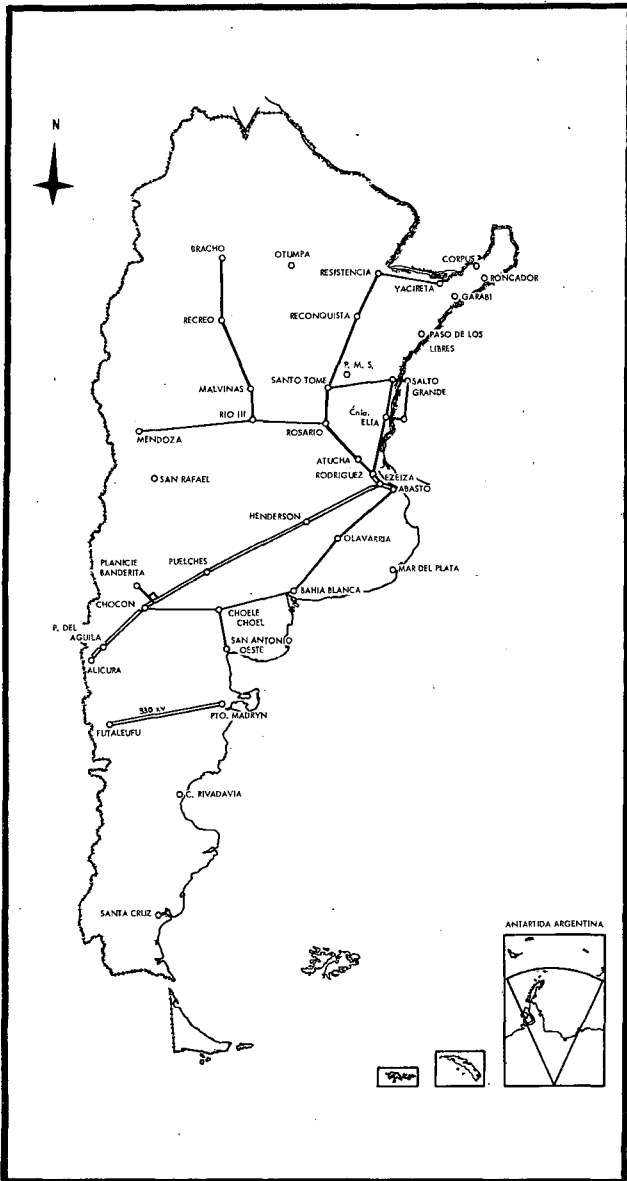 N
BRACHO
OTUMPA
CORPUS
RESISTENCIA
RONCADOR
YACIRETA
GARABI
RECONQUISTA
RECREO
PASO DE LOS
LIBRES
P. M. S.
SANTO TOME
SALTO
GRANDE
MALVINAS
RIO III
ELIA
ROSARIO
MENDOZA
ATUCHA
RODRIGUEZ
EZEIZA
ABASTO
SAN RAFAEL
HENDERSON
OLAVARRIA
PUELCHES
PLANICIE
BANDERITA
MAR DEL PLATA
BAHIA BLANCA
CHOCON
CHOELE
CHOEL
P. DEL
AGUILA
SAN ANTONIO
OESTE
ALICURA
330 KV
PTO. MADRYN
FUTALEUFU
C. RIVADAVIA
SANTA CRUZ
ANTARTIDA ARGENTINA